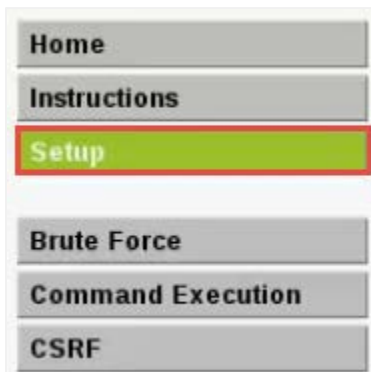 Home
Instructions
Setup
Brute Force
Command Execution
CSRF